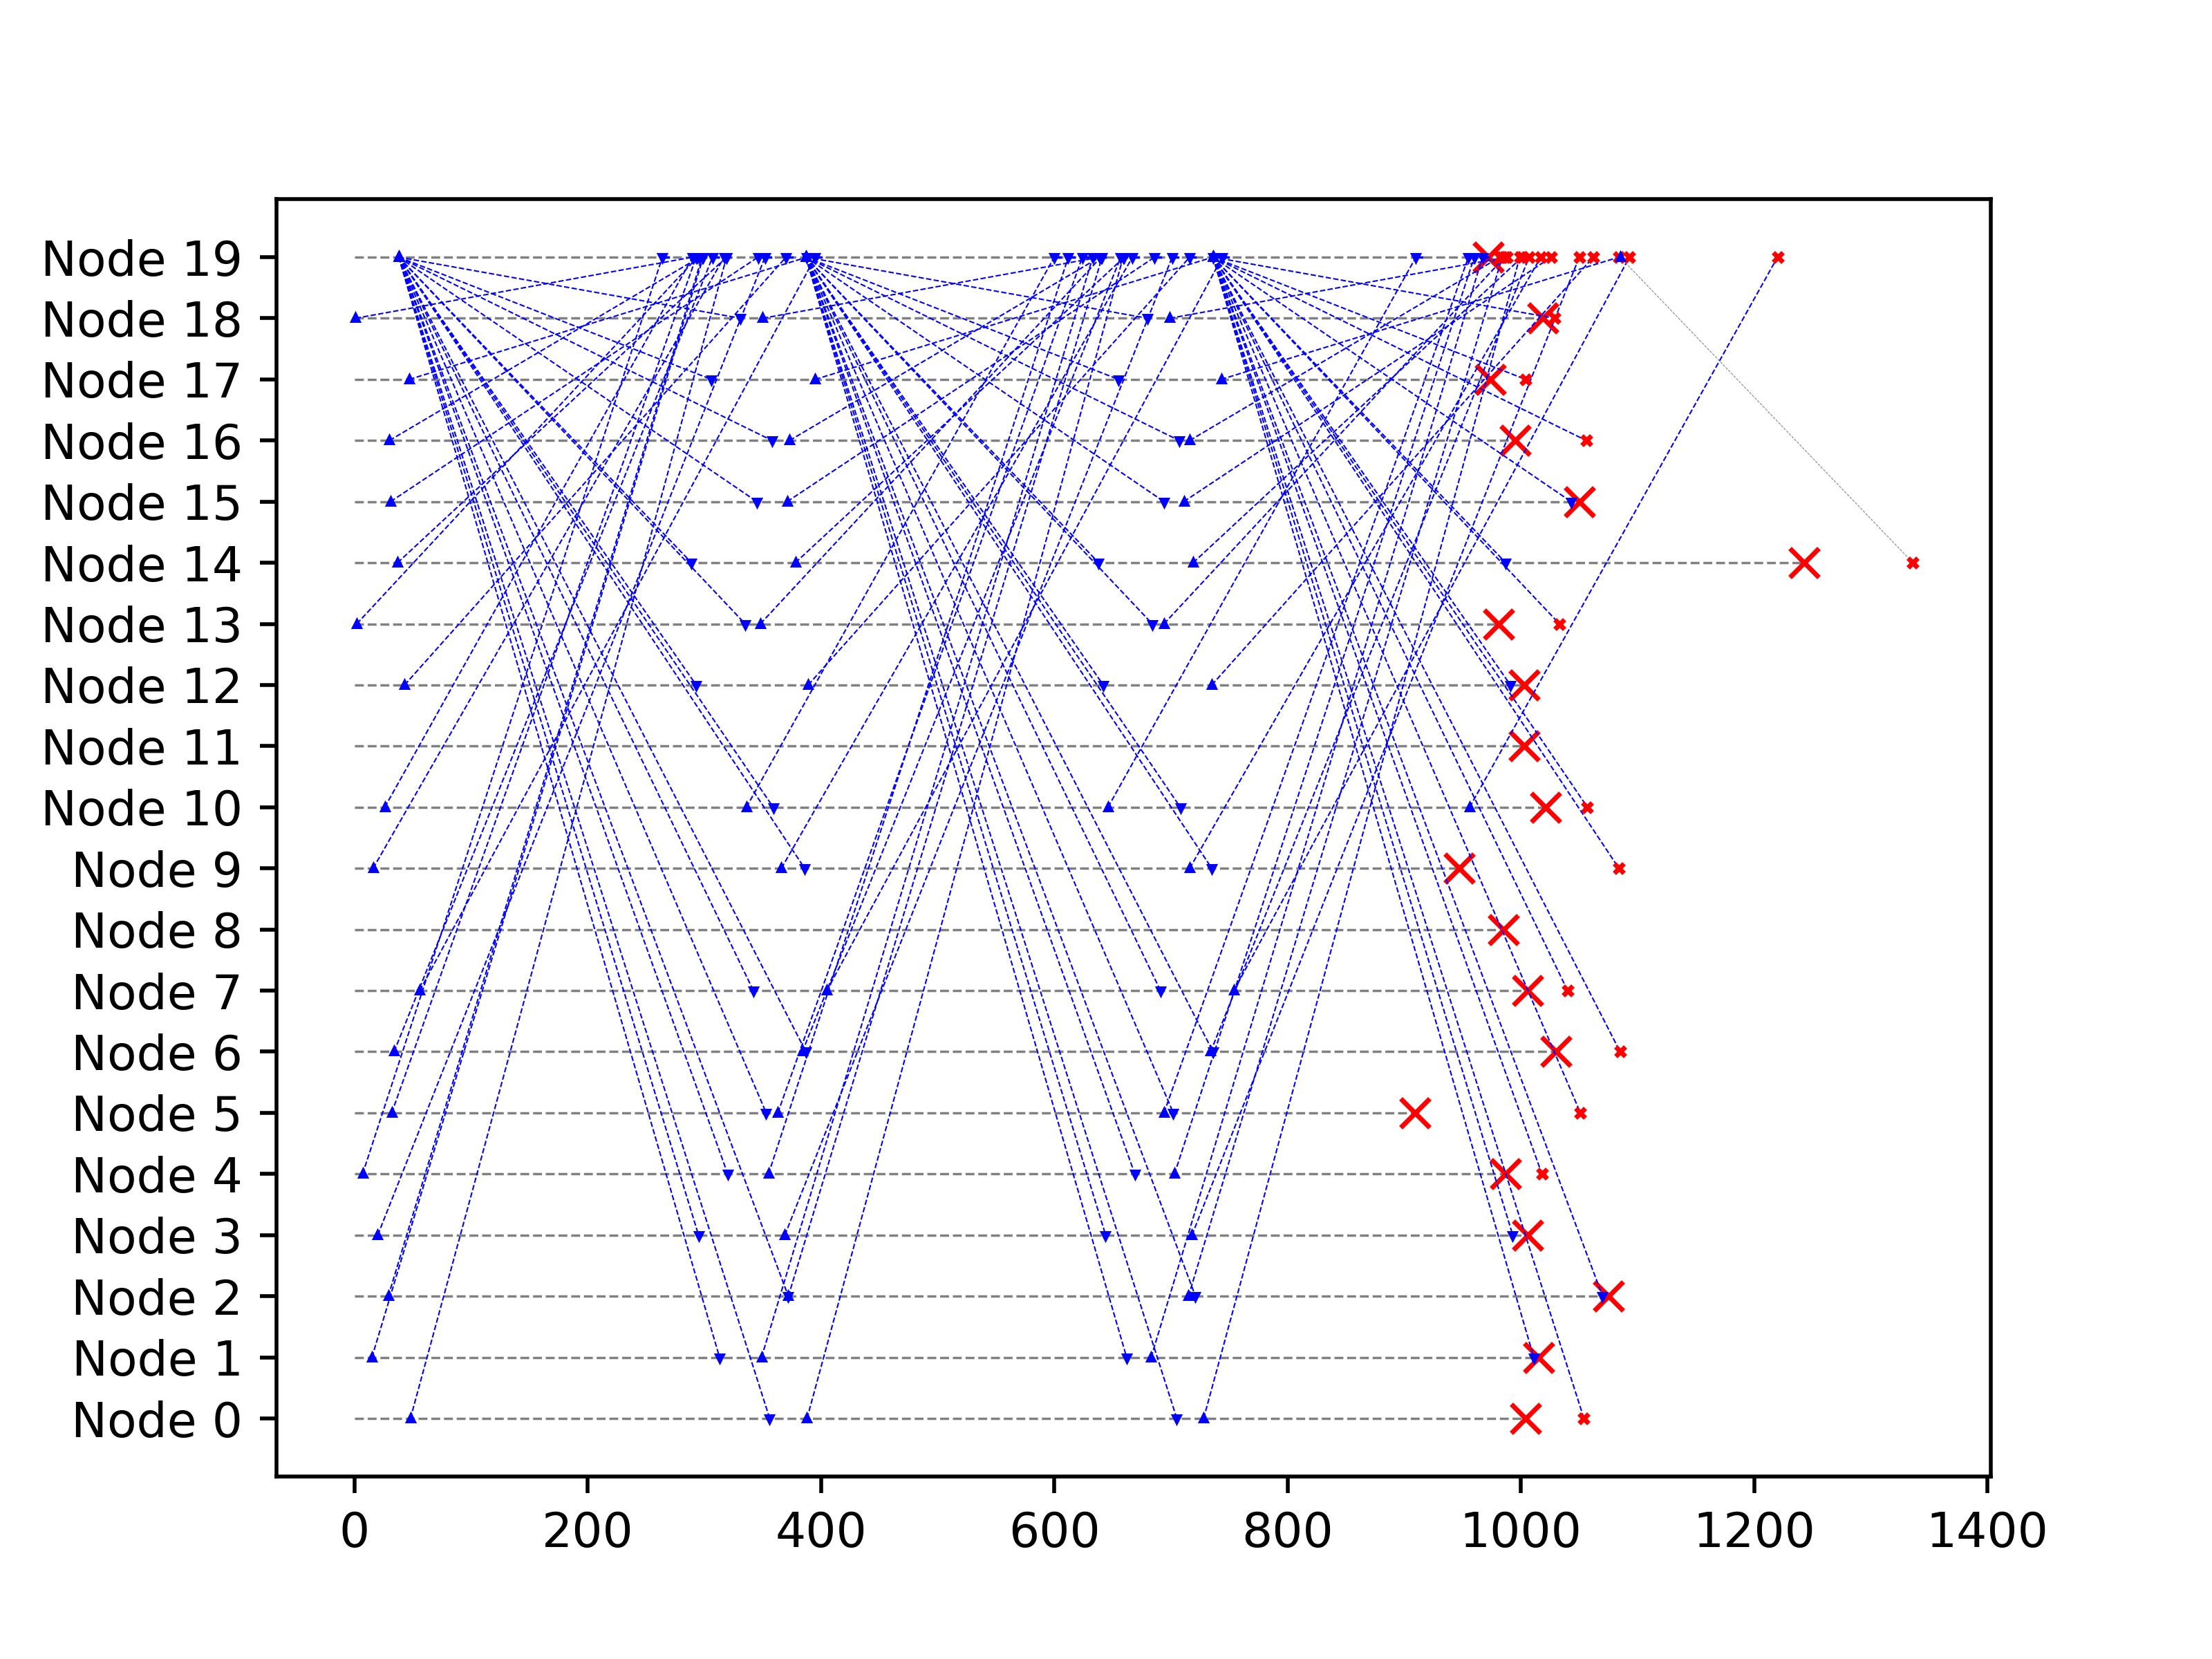 Node 19
Node 18
Node 17
Node 16
Node 15
Node 14
Node 13
Node 12
Node 11
Node 10
Node 9
Node 8
Node 7
Node 6
Node 5
Node 4
Node 3
Node 2
Node 1
Node 0
0 200 400 600 800 1000 1200 1400